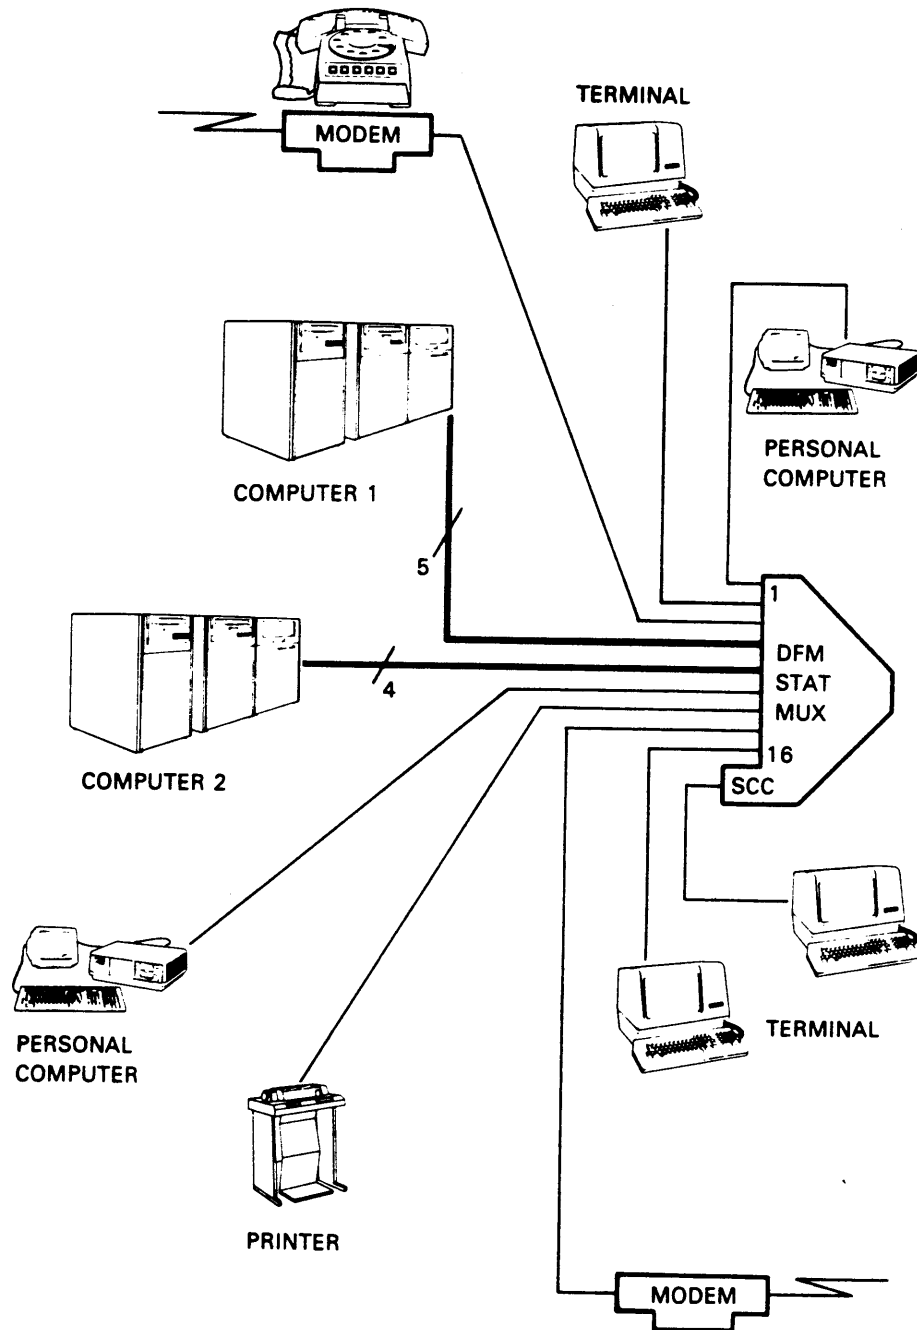 MODEM
TERMINAL
COMPUTER 1
PERSONAL
COMPUTER
5
1
DFM
STAT
MUX
16
SCC
4
COMPUTER 2
PERSONAL
COMPUTER
TERMINAL
PRINTER
MODEM